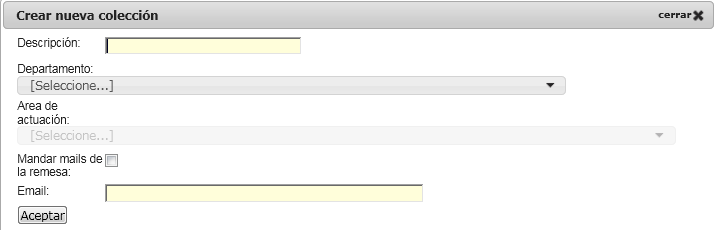 Crear nueva colección cerrar
Descripción:
Departamento:
[Seleccione...]
Area de
actuación:
[Seleccione...]
Mandar mails de
la remesa:
Email:
Aceptar